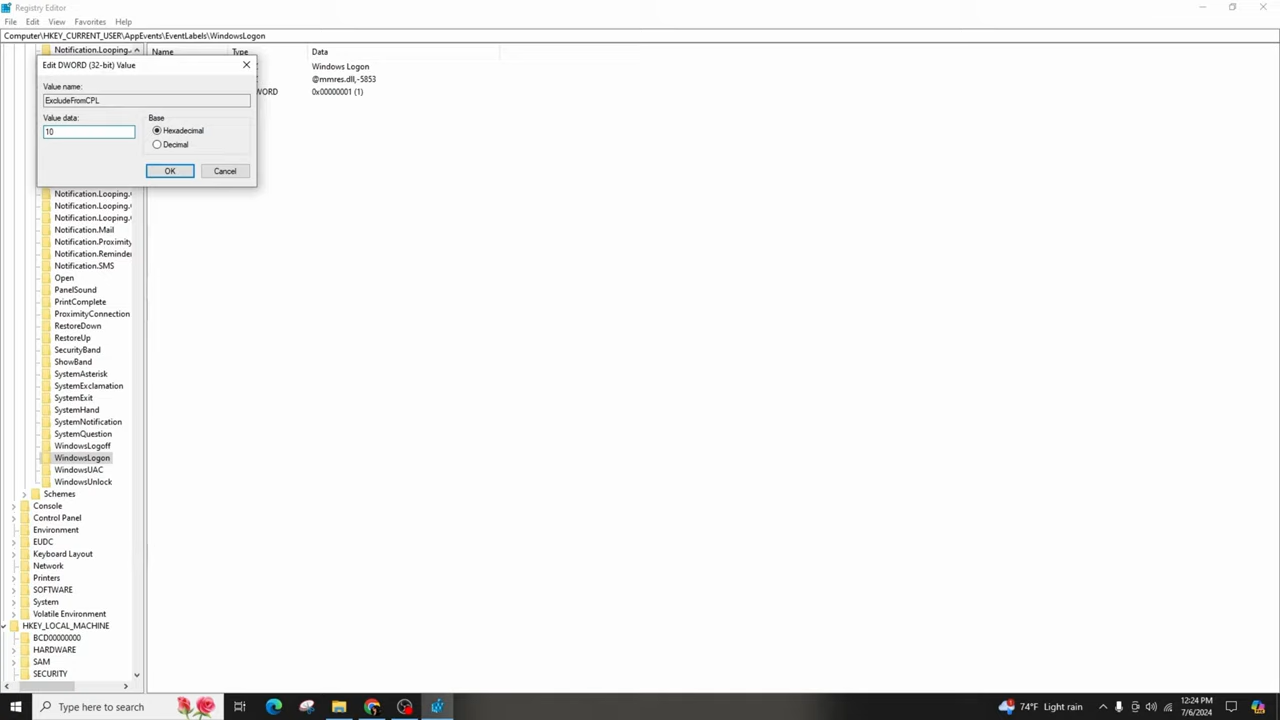 Registry Editor
File Edit View Favorites Help
Computer\HKEY_CURRENT_USER\AppEvents\EventLabels\WindowsLogon
Notification.Looping.
Name Type Data
Edit DWORD (32-bit) Value
Windows Logon
@mmres.dll,-5853
DWORD 0x00000001 (1)
Value name:
ExcludeFromCPL
Value data:
10
Base
Hexadecimal
Decimal
OK Cancel
Notification.Looping.
Notification.Looping.
Notification.Looping.
Notification.Mail
Notification.Proximity
Notification.Reminder
Notification.SMS
Open
PanelSound
PrintComplete
ProximityConnection
RestoreDown
RestoreUp
SecurityBand
ShowBand
SystemAsterisk
SystemExclamation
SystemExit
SystemHand
SystemNotification
SystemQuestion
WindowsLogoff
WindowsLogon
WindowsUAC
WindowsUnlock
Schemes
Console
Control Panel
Environment
EUDC
Keyboard Layout
Network
Printers
SOFTWARE
System
Volatile Environment
HKEY_LOCAL_MACHINE
BCD00000000
HARDWARE
SAM
SECURITY
Type here to search
74°F Light rain
12:24 PM
7/6/2024